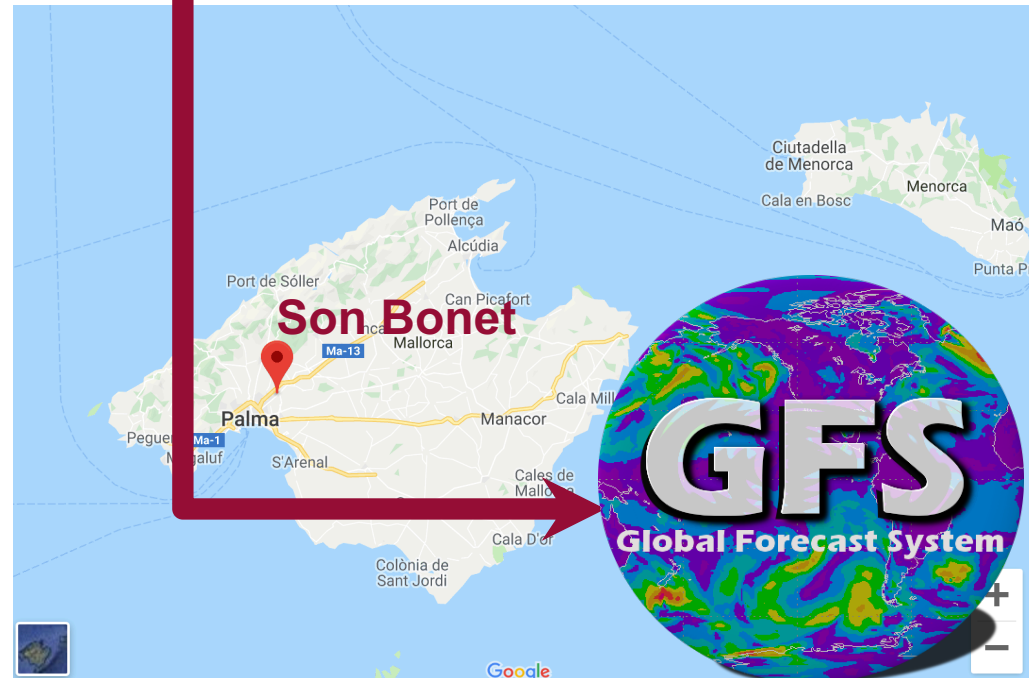 Ciutadella
de Menorca
Menorca
Cala en Bosc
Maó
Punta P
Port de
Pollença
Alcúdia
Port de Sóller
Can Picafort
Son Bonet
Inca
Mallorca
Ma-13
Cala Mill
Palma
Manacor
Peguer
Ma-1
Magaluf
S'Arenal
Cales de
Mallorca
Cala D'or
Colònia de
Sant Jordi
GFS
Global Forecast System
+
−
Google